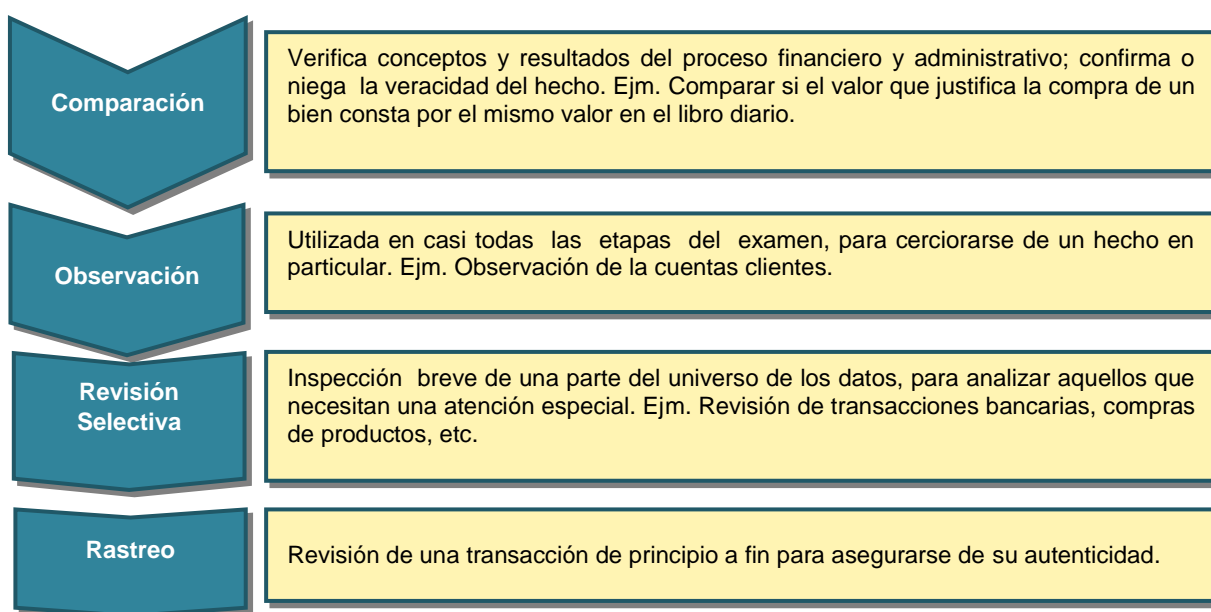 Comparación
Verifica conceptos y resultados del proceso financiero y administrativo; confirma o
niega la veracidad del hecho. Ejm. Comparar si el valor que justifica la compra de un
bien consta por el mismo valor en el libro diario.
Observación
Utilizada en casi todas las etapas del examen, para cerciorarse de un hecho en
particular. Ejm. Observación de la cuentas clientes.
Revisión
Selectiva
Inspección breve de una parte del universo de los datos, para analizar aquellos que
necesitan una atención especial. Ejm. Revisión de transacciones bancarias, compras
de productos, etc.
Rastreo
Revisión de una transacción de principio a fin para asegurarse de su autenticidad.